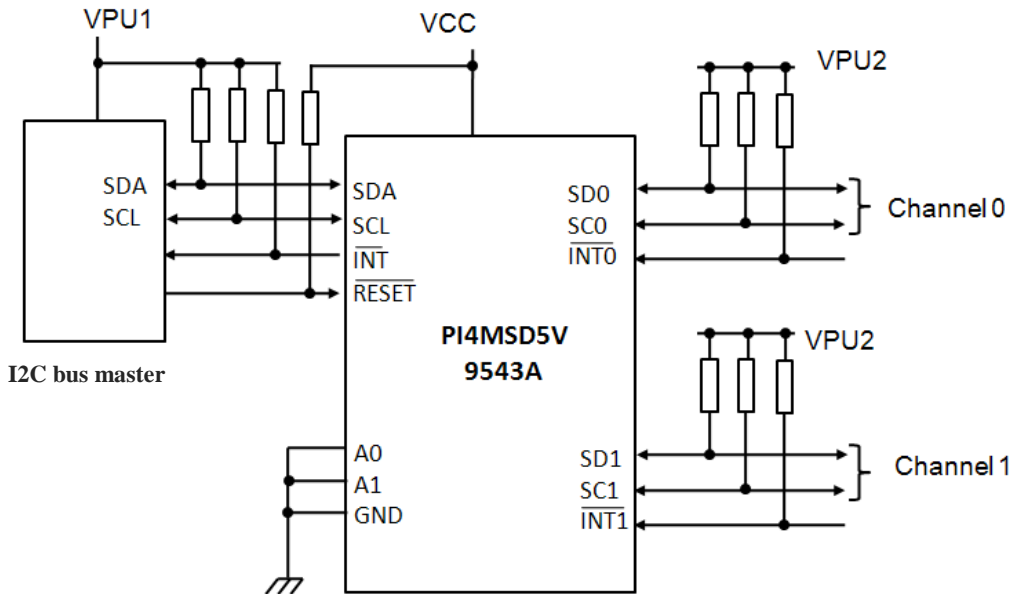 VPU1
VCC
VPU2
SDA
SCL
SDA
SCL
INT
RESET
SD0
SC0
INT0
Channel 0
PI4MSD5V
9543A
I2C bus master
VPU2
A0
A1
GND
SD1
SC1
INT1
Channel 1